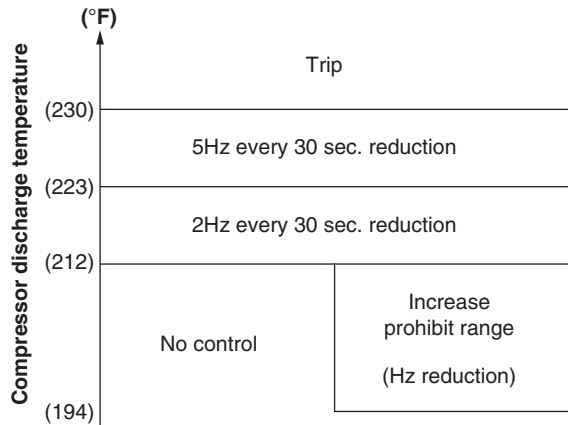 (°F)
Compressor discharge temperature
Trip
(230)
5Hz every 30 sec. reduction
(223)
2Hz every 30 sec. reduction
(212)
No control
Increase
prohibit range
(Hz reduction)
(194)